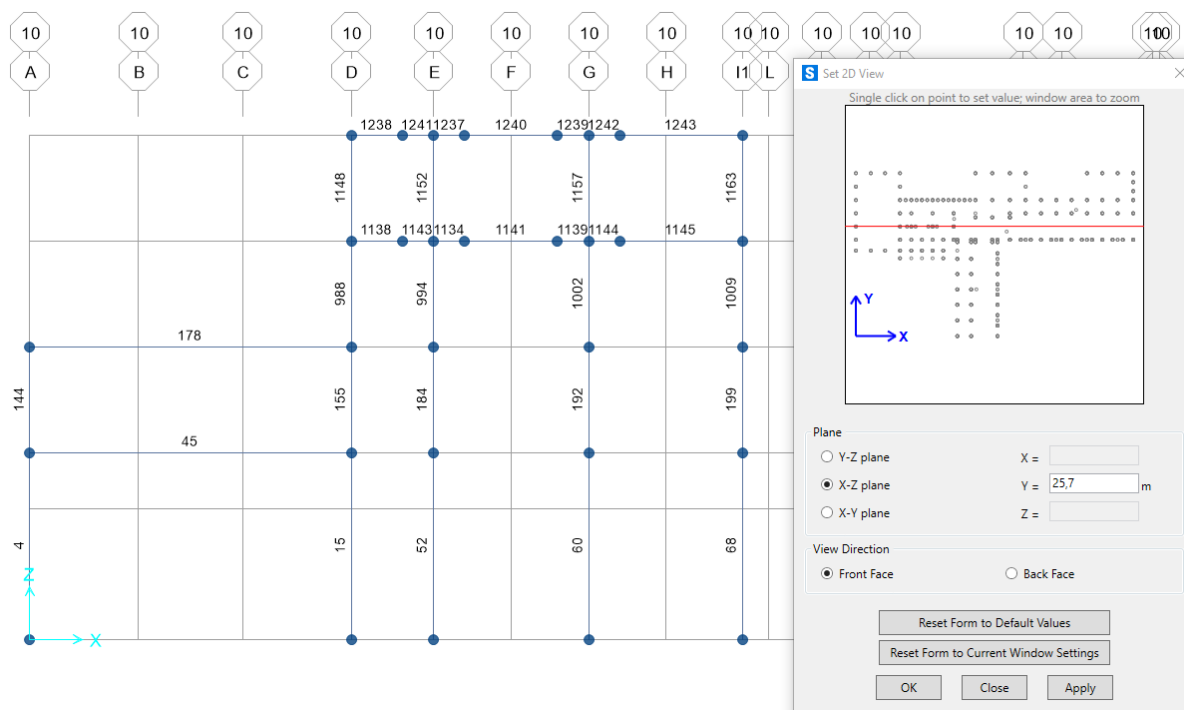 10 10 10 10 10 10 10 10 10 10 10 10 10 10 10 10 10
A B C D E F G H I1 L
Set 2D View
Single click on point to set value; window area to zoom
1238 1241 1237 1240 1239 1242 1243
1148 1152 1157 1163
1138 1143 1134 1141 1139 1144 1145
988 994 1002 1009
Y
X
178
144 155 184 192 199
45
4 15 52 60 68
Z
X
Plane
Y-Z plane X =
X-Z plane Y = 25,7 m
X-Y plane Z =
View Direction
Front Face Back Face
Reset Form to Default Values
Reset Form to Current Window Settings
OK Close Apply